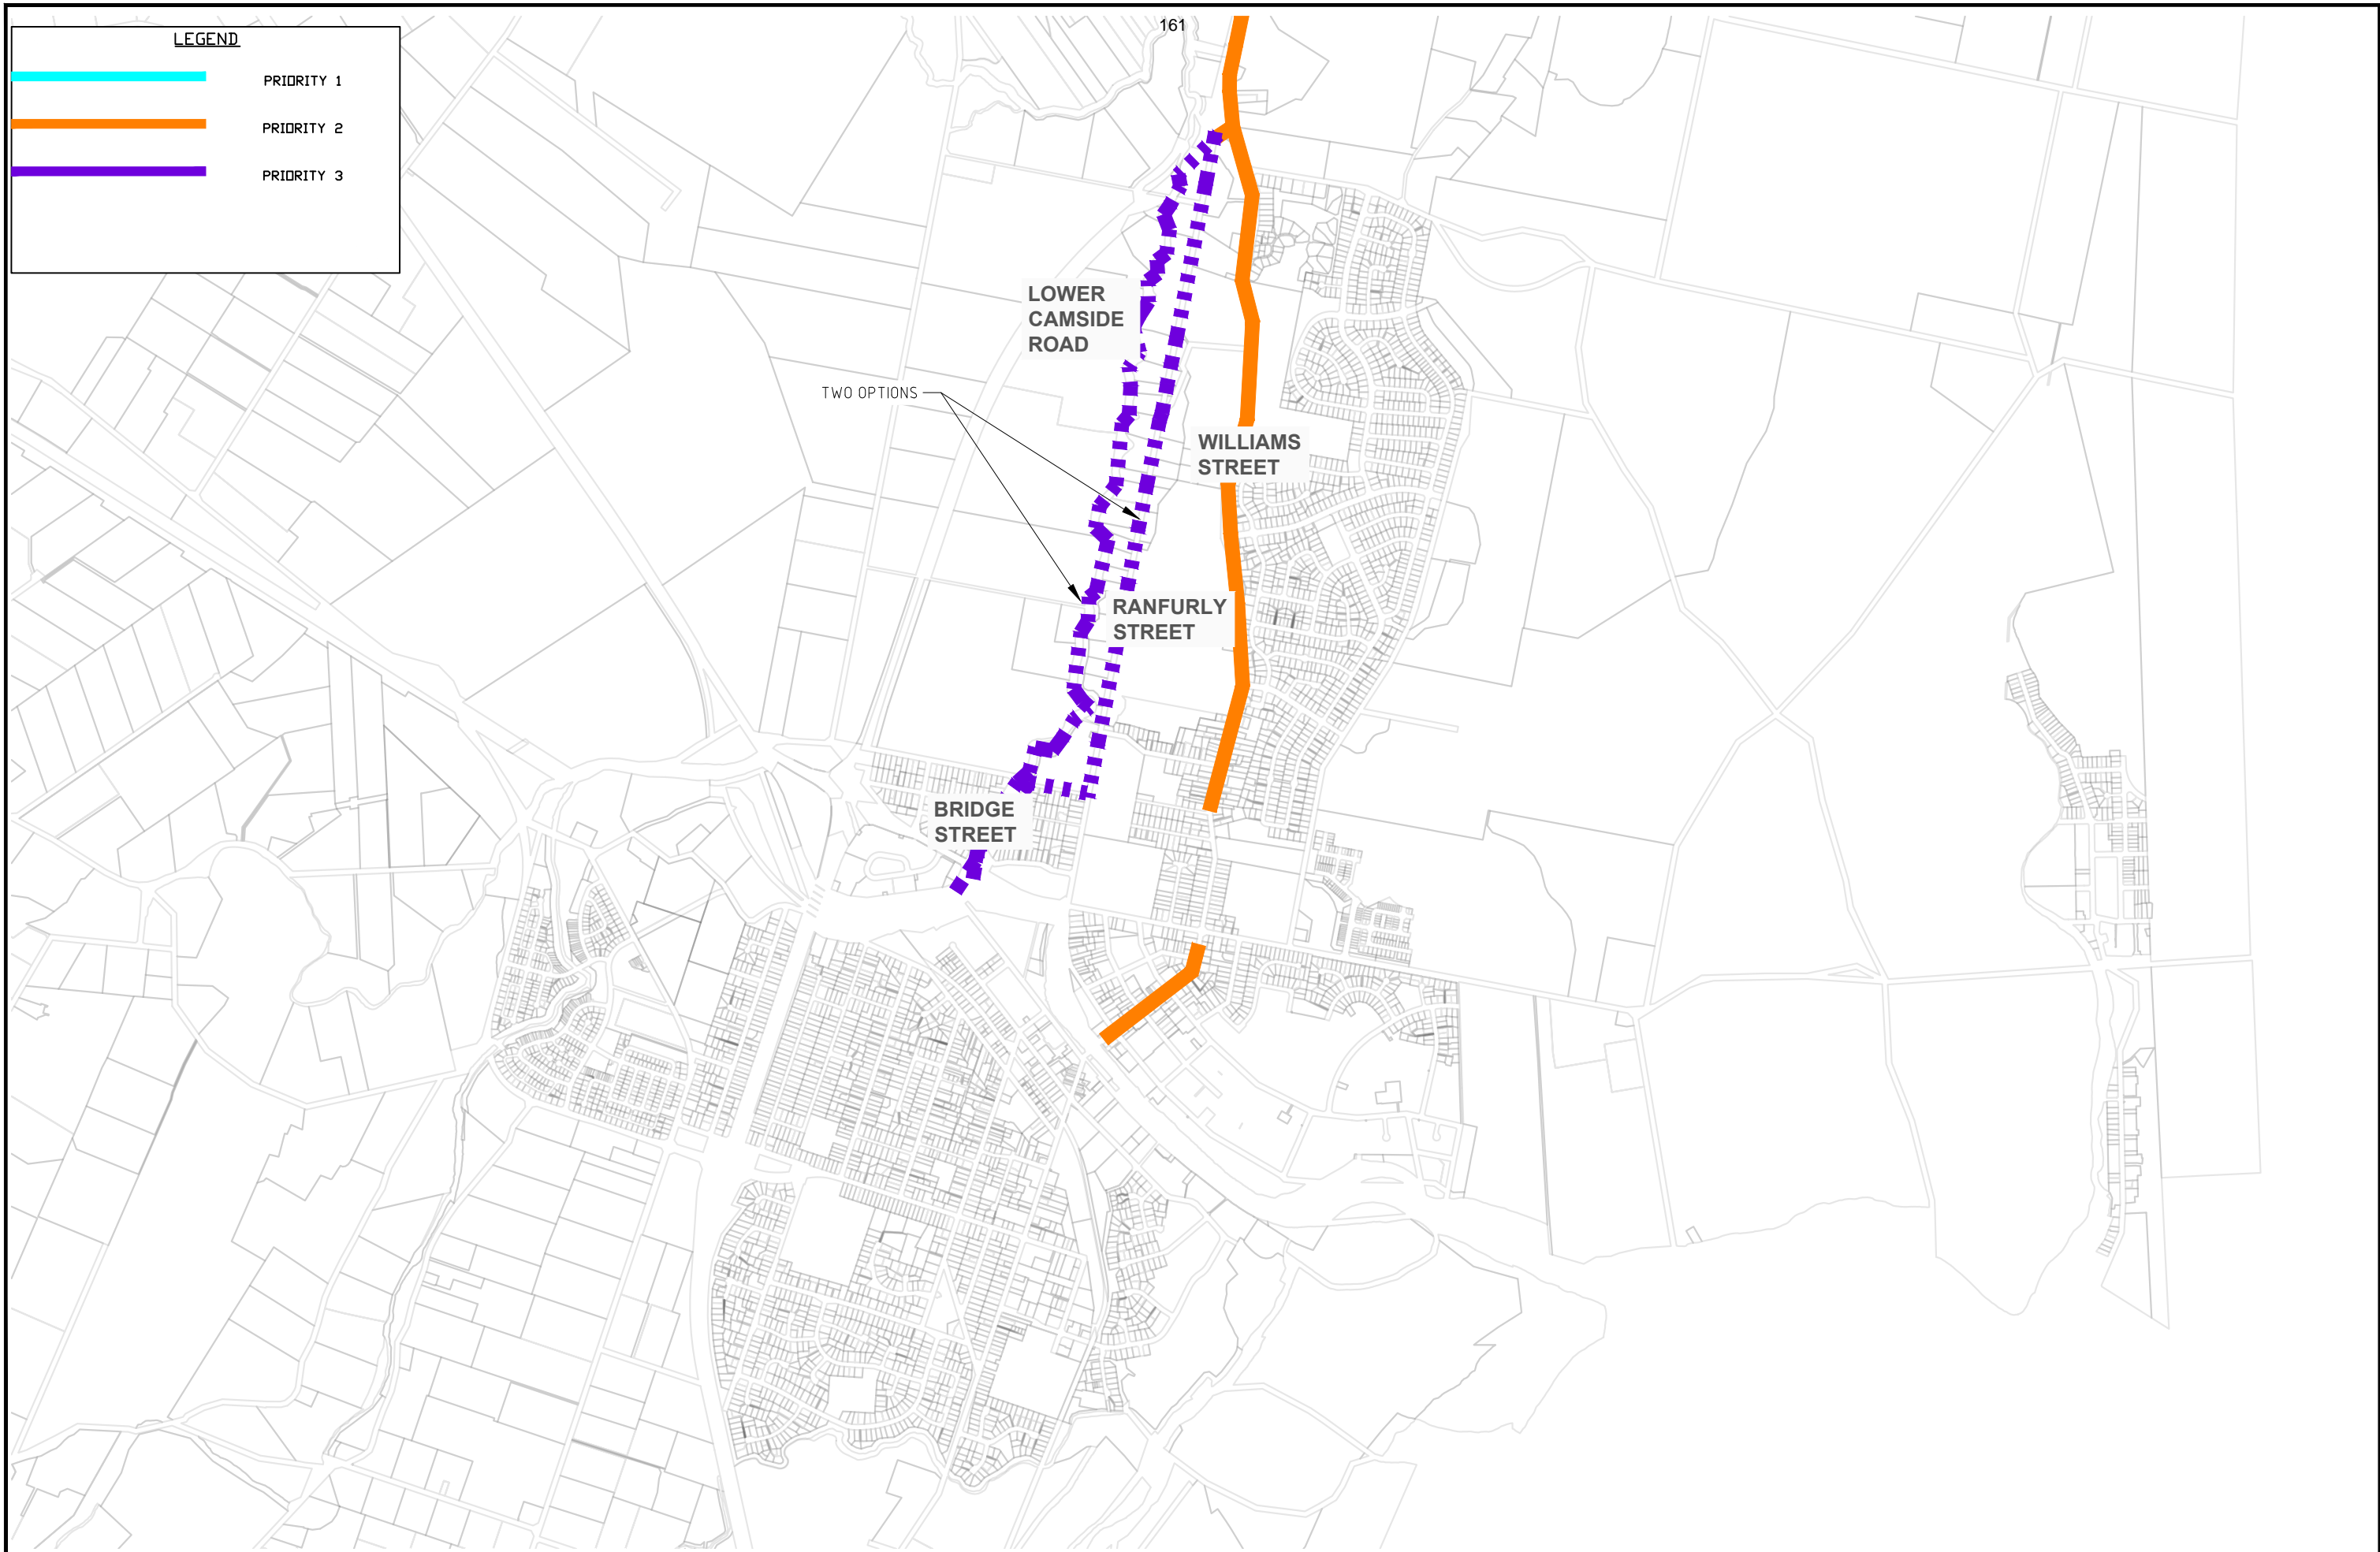 161
LEGEND
PRIORITY 1
PRIORITY 2
PRIORITY 3
LOWER
CAMSIDE
ROAD
TWO OPTIONS
WILLIAMS
STREET
RANFURLY
STREET
BRIDGE
STREET